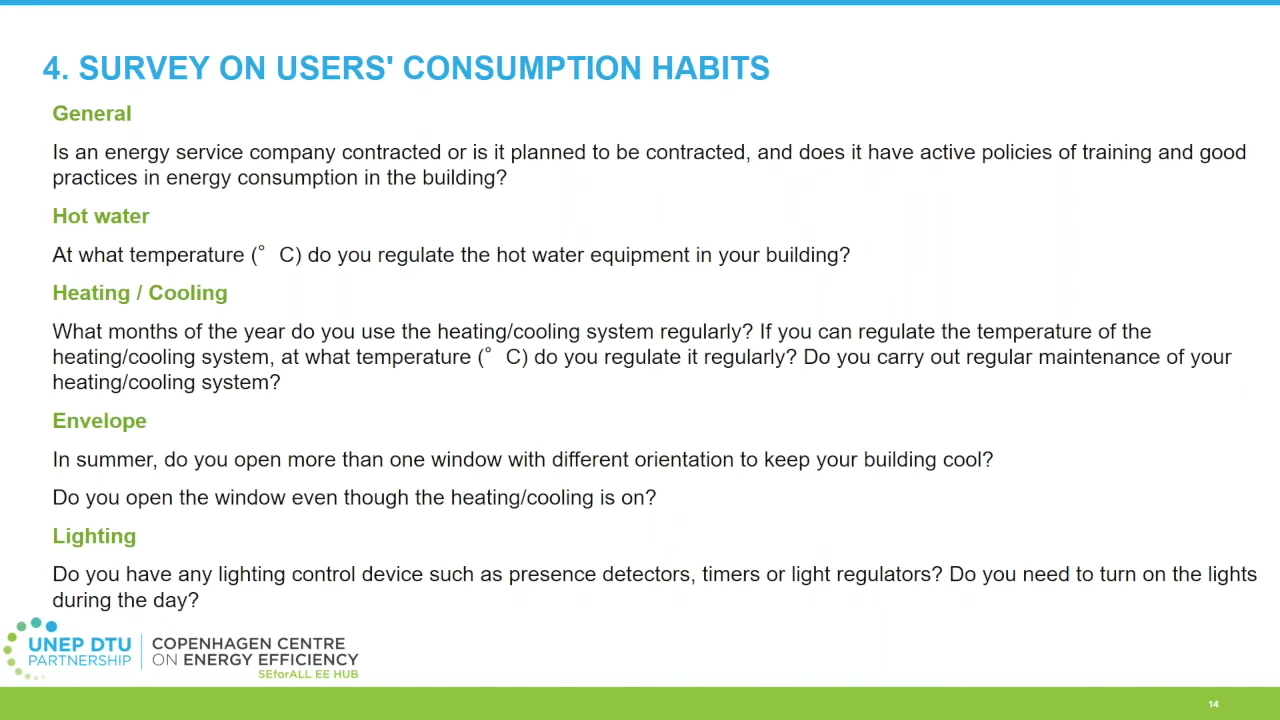 4. SURVEY ON USERS' CONSUMPTION HABITS
General
Is an energy service company contracted or is it planned to be contracted, and does it have active policies of training and good
practices in energy consumption in the building?
Hot water
At what temperature (° C) do you regulate the hot water equipment in your building?
Heating / Cooling
What months of the year do you use the heating/cooling system regularly? If you can regulate the temperature of the
heating/cooling system, at what temperature (° C) do you regulate it regularly? Do you carry out regular maintenance of your
heating/cooling system?
Envelope
In summer, do you open more than one window with different orientation to keep your building cool?
Do you open the window even though the heating/cooling is on?
Lighting
Do you have any lighting control device such as presence detectors, timers or light regulators? Do you need to turn on the lights
during the day?
UNEP DTU
PARTNERSHIP
COPENHAGEN CENTRE
ON ENERGY EFFICIENCY
SEforALL EE HUB
14